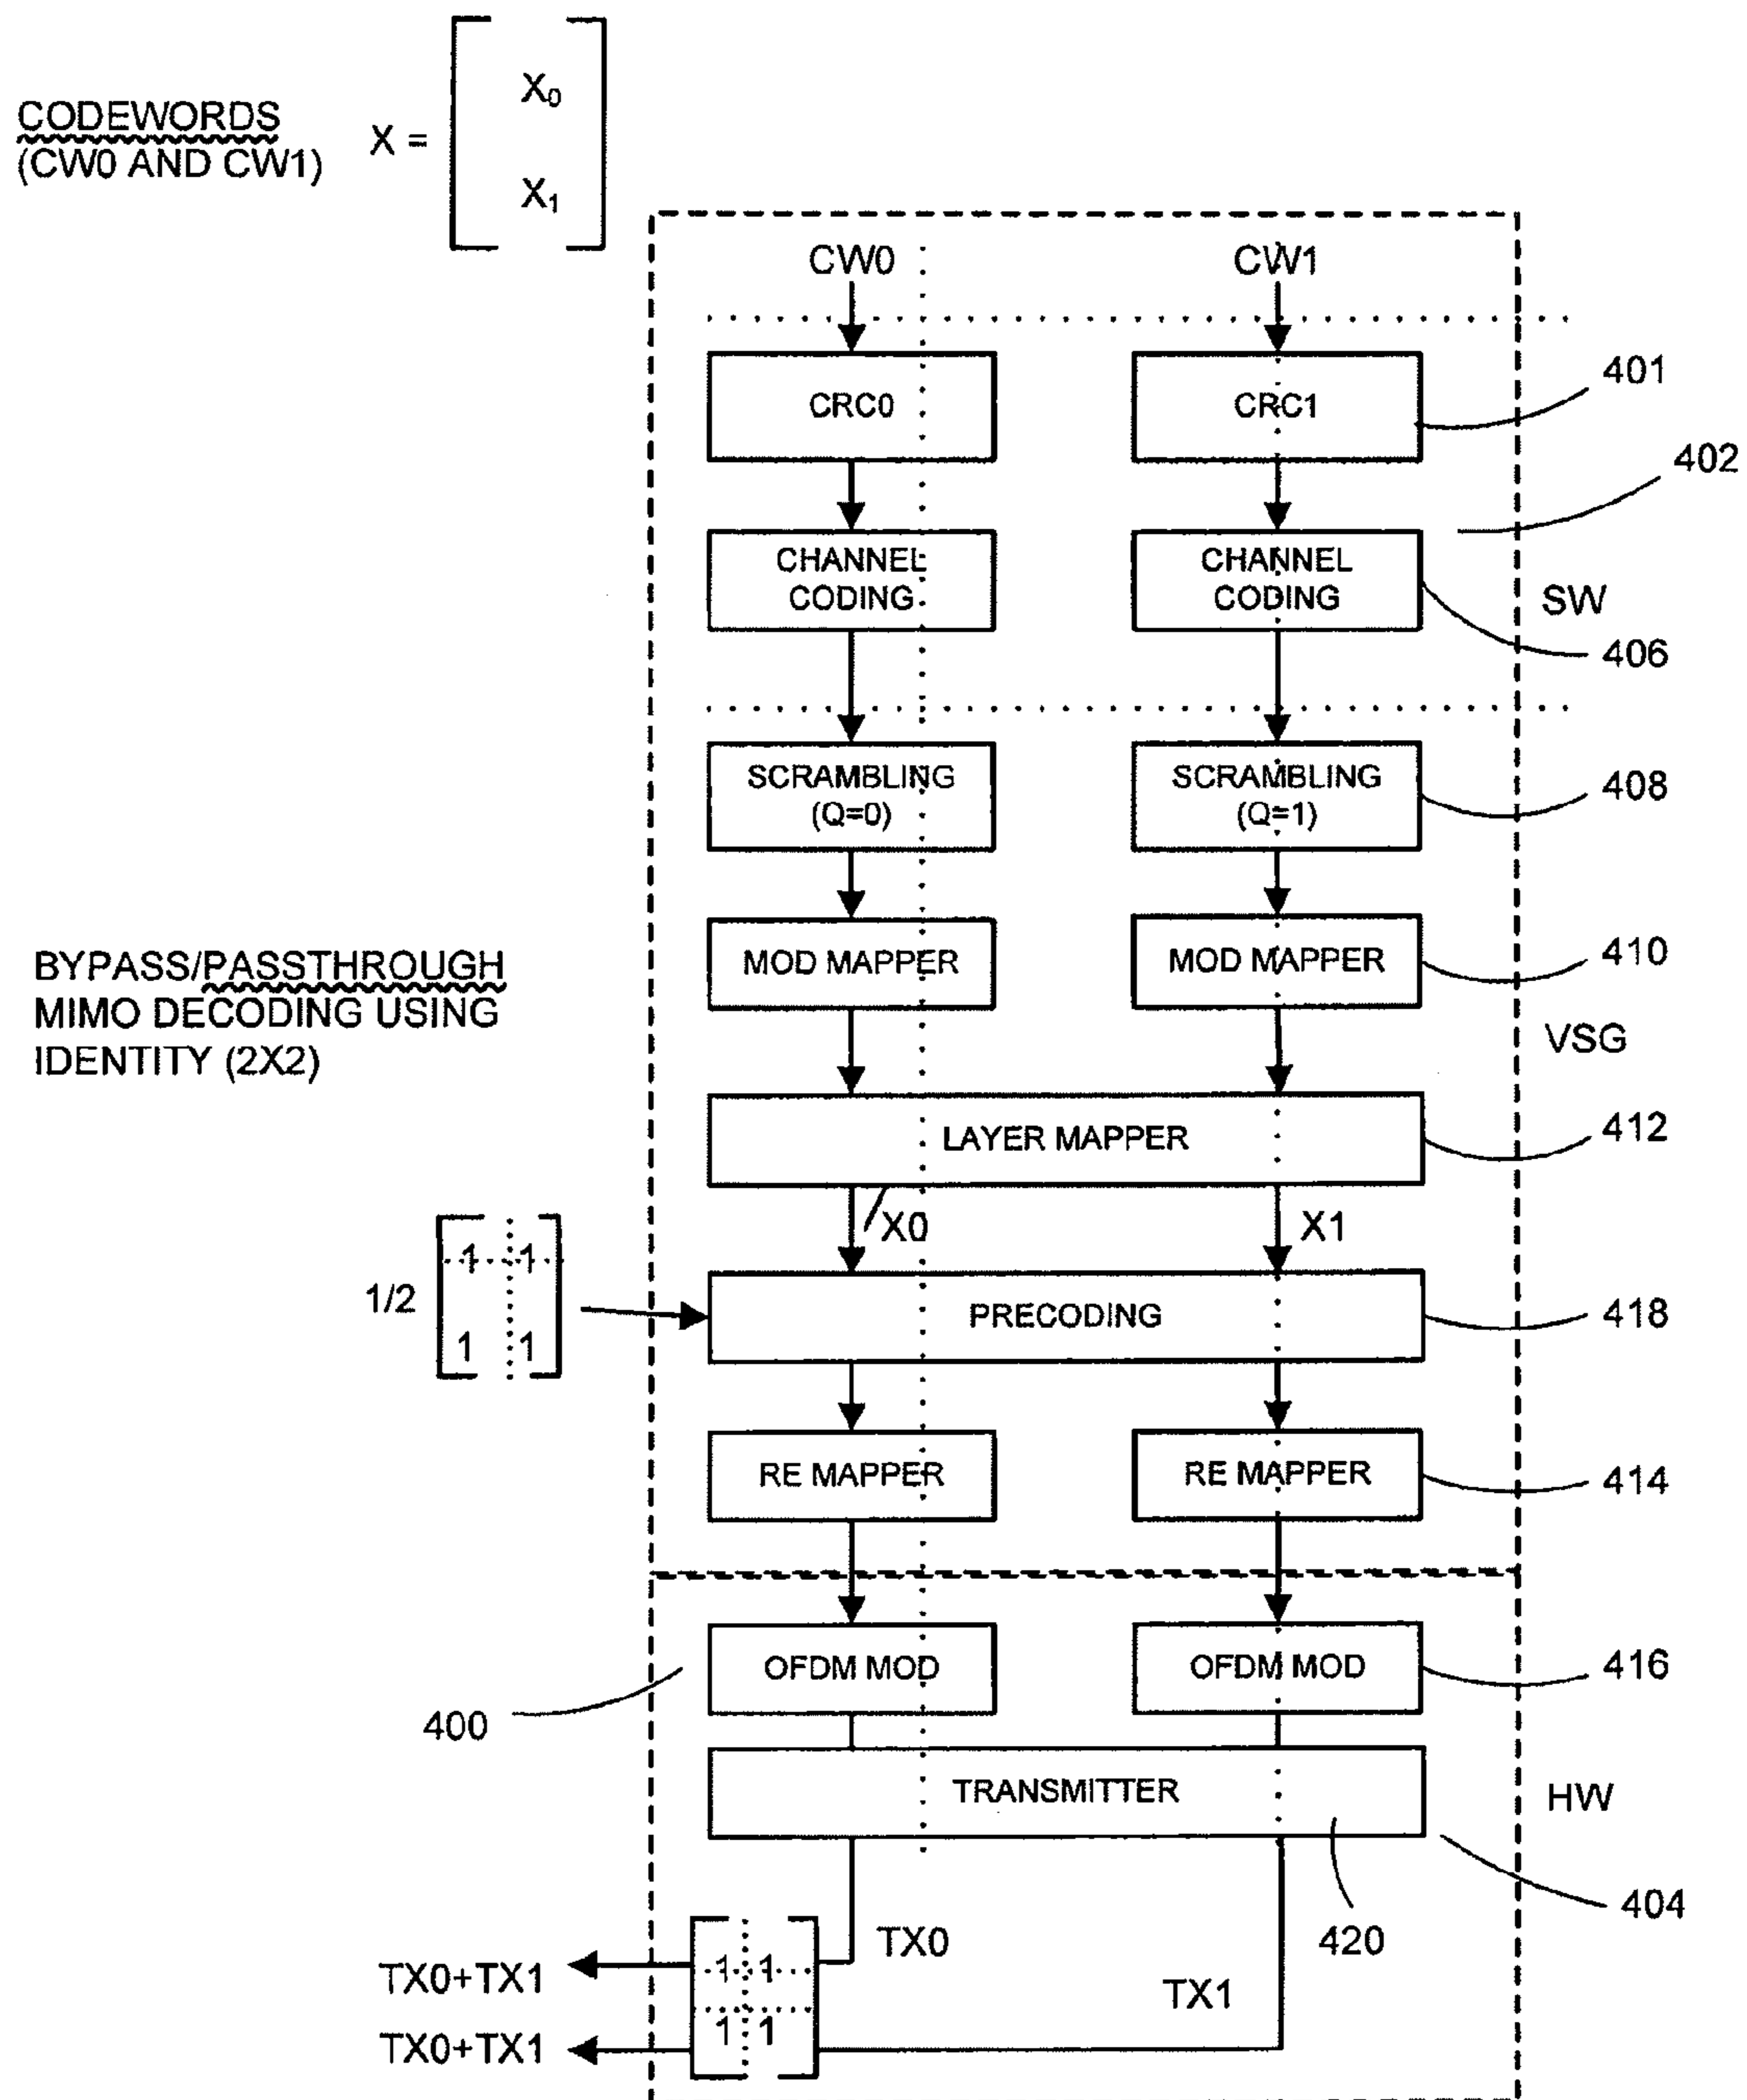 X₀
CODEWORDS
(CW0 AND CW1)
X =
X₁
CW0 CW1
CRC0 CRC1
401
402
CHANNEL CODING
CHANNEL CODING
SW
406
SCRAMBLING (Q=0)
SCRAMBLING (Q=1)
408
BYPASS/PASSTHROUGH
MIMO DECODING USING
IDENTITY (2X2)
MOD MAPPER MOD MAPPER
410
VSG
LAYER MAPPER
412
X0 X1
1/2
1 1
1 1
PRECODING
418
RE MAPPER RE MAPPER
414
OFDM MOD OFDM MOD
416
400
TRANSMITTER
HW
404
420
TX0
TX1
TX0+TX1
1 1
TX0+TX1
1 1